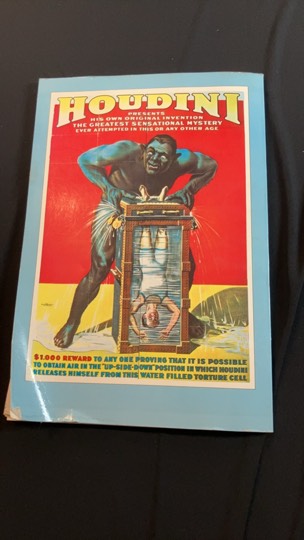 HOUDINI
PRESENTS
HIS OWN ORIGINAL INVENTION
THE GREATEST SENSATIONAL MYSTERY
EVER ATTEMPTED IN THIS OR ANY OTHER AGE
$1.000 REWARD TO ANY ONE PROVING THAT IT IS POSSIBLE
TO OBTAIN AIR IN THE "UP-SIDE-DOWN" POSITION IN WHICH HOUDINI
RELEASES HIMSELF FROM THIS WATER FILLED TORTURE CELL